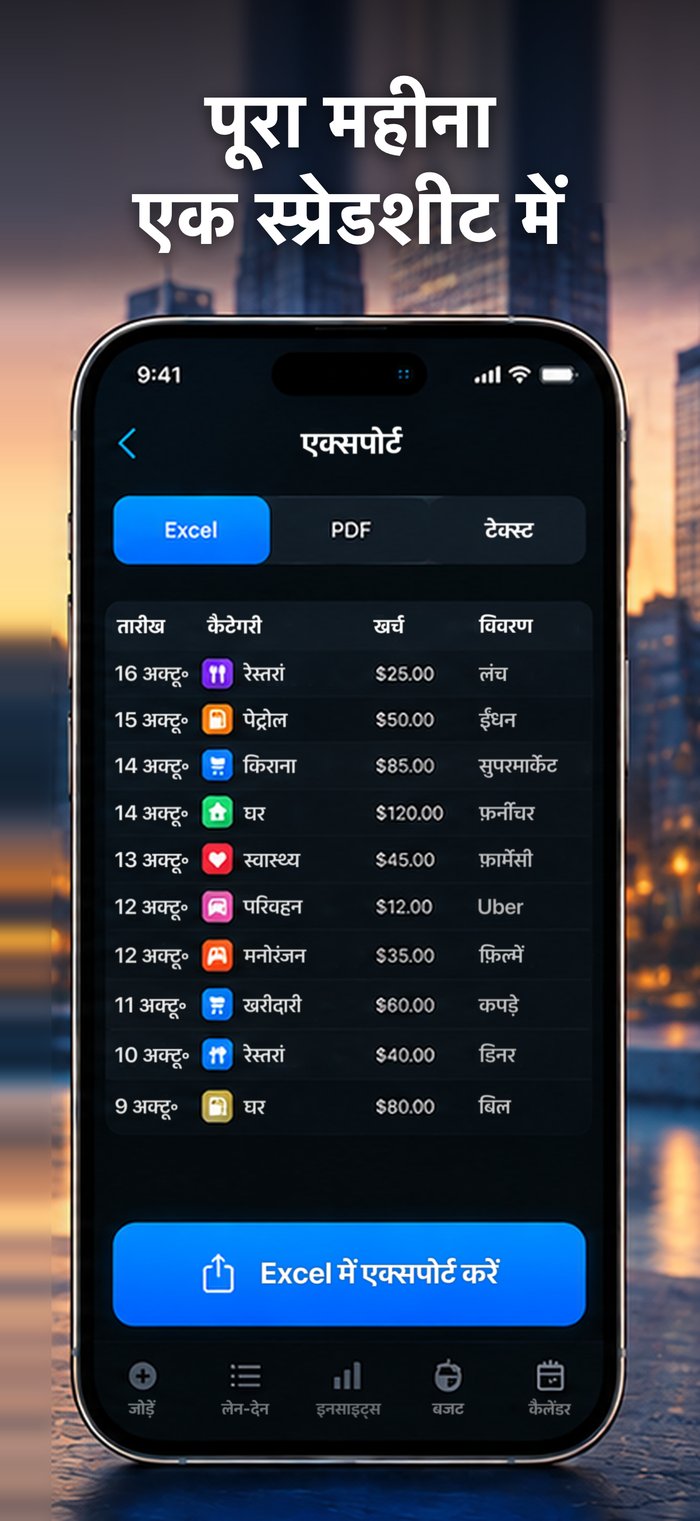 पूरा महीना
एक स्प्रेडशीट में
9:41
एक्सपोर्ट
Excel PDF टेक्स्ट
तारीख कैटेगरी खर्च विवरण
16 अक्टू॰ रेस्तरां $25.00 लंच
15 अक्टू॰ पेट्रोल $50.00 ईंधन
14 अक्टू॰ किराना $85.00 सुपरमार्केट
14 अक्टू॰ घर $120.00 फ़र्नीचर
13 अक्टू॰ स्वास्थ्य $45.00 फ़ार्मेसी
12 अक्टू॰ परिवहन $12.00 Uber
12 अक्टू॰ मनोरंजन $35.00 फ़िल्में
11 अक्टू॰ खरीदारी $60.00 कपड़े
10 अक्टू॰ रेस्तरां $40.00 डिनर
9 अक्टू॰ घर $80.00 बिल
Excel में एक्सपोर्ट करें
जोड़ें लेन-देन इनसाइट्स बजट कैलेंडर